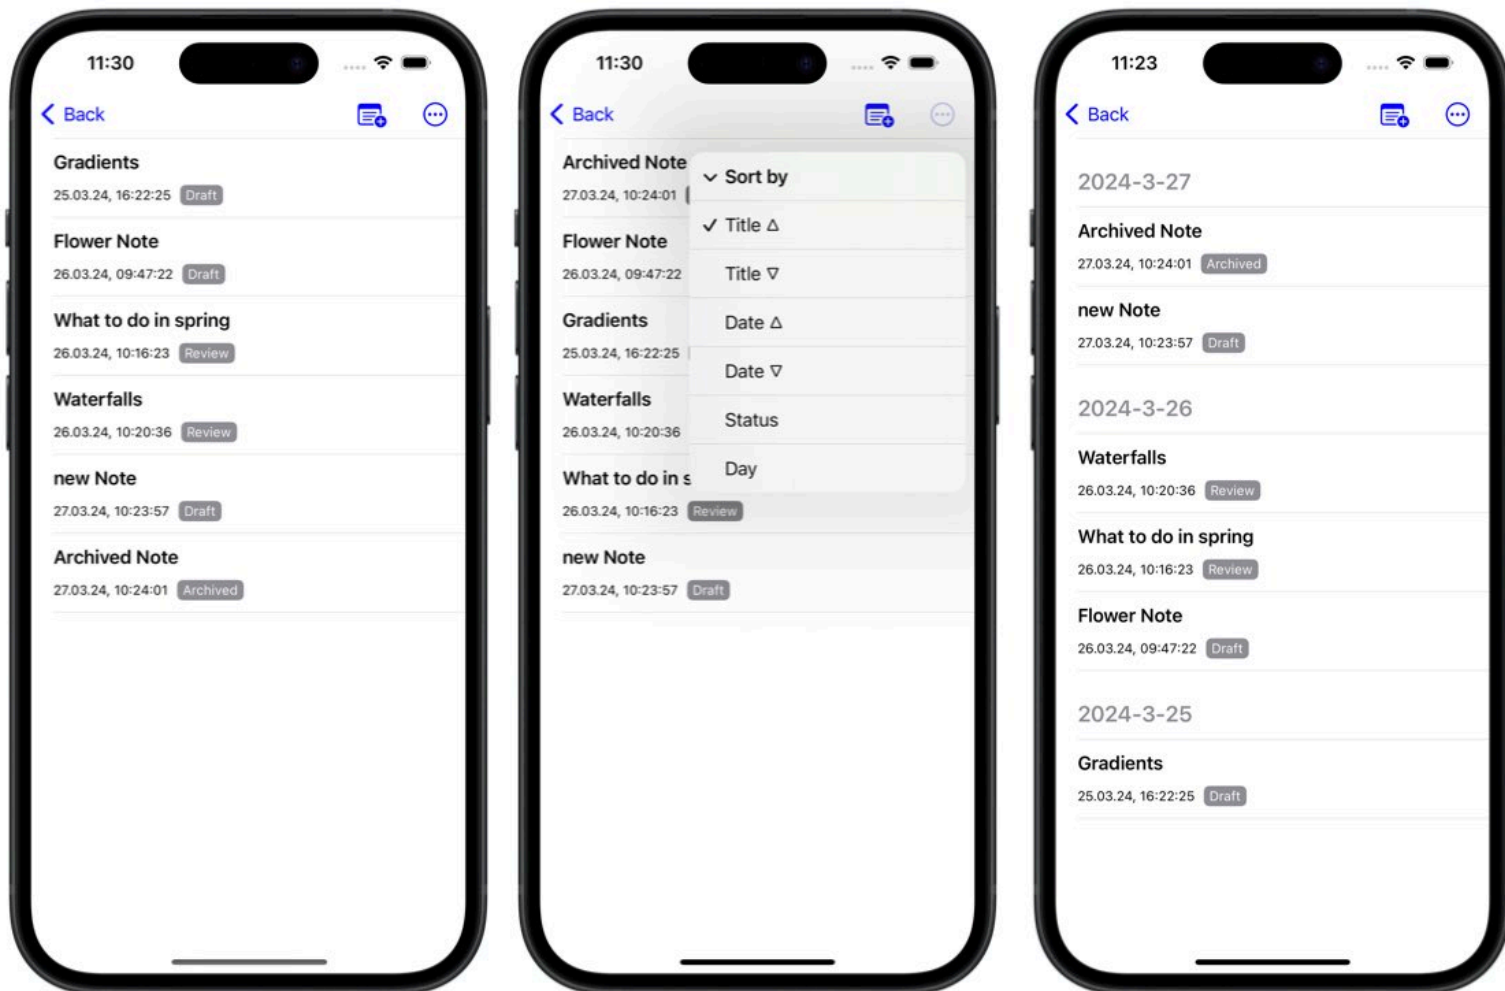 11:30
Back
Gradients
25.03.24, 16:22:25 Draft
Flower Note
26.03.24, 09:47:22 Draft
What to do in spring
26.03.24, 10:16:23 Review
Waterfalls
26.03.24, 10:20:36 Review
new Note
27.03.24, 10:23:57 Draft
Archived Note
27.03.24, 10:24:01 Archived
11:30
Back
Archived Note
27.03.24, 10:24:01
Flower Note
26.03.24, 09:47:22
Gradients
25.03.24, 16:22:25
Waterfalls
26.03.24, 10:20:36
What to do in s
26.03.24, 10:16:23 Review
new Note
27.03.24, 10:23:57 Draft
Sort by
Title △
Title ▽
Date △
Date ▽
Status
Day
11:23
Back
2024-3-27
Archived Note
27.03.24, 10:24:01 Archived
new Note
27.03.24, 10:23:57 Draft
2024-3-26
Waterfalls
26.03.24, 10:20:36 Review
What to do in spring
26.03.24, 10:16:23 Review
Flower Note
26.03.24, 09:47:22 Draft
2024-3-25
Gradients
25.03.24, 16:22:25 Draft